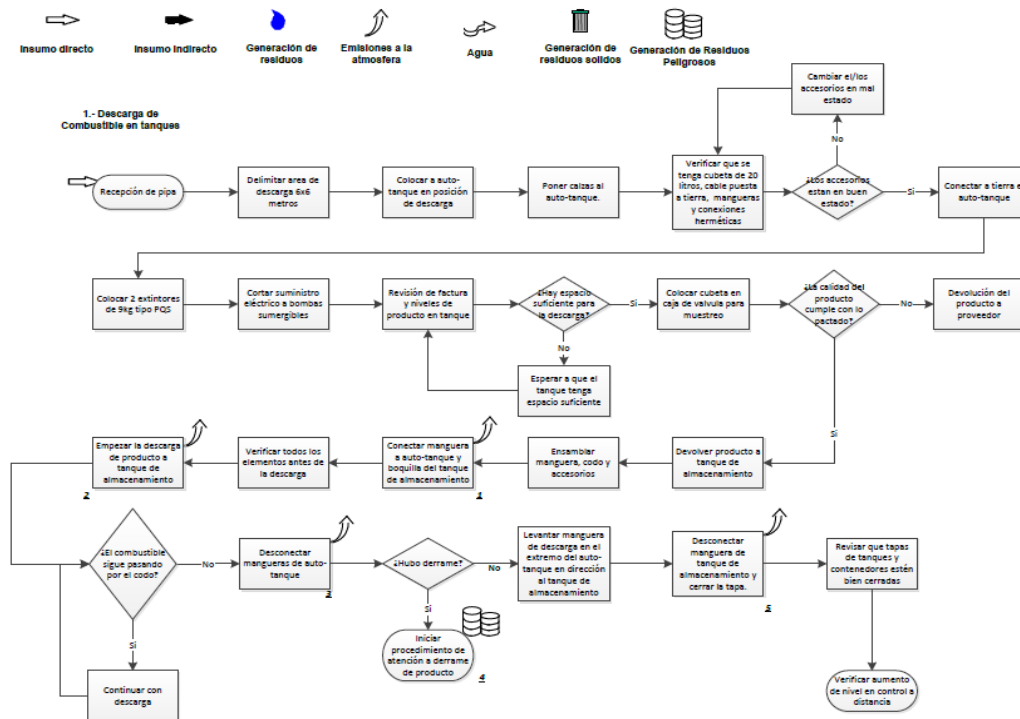 Insumo directo
Insumo Indirecto
Generación de
residuos
Emisiones a la
atmosfera
Agua
Generación de
residuos solidos
Generación de Residuos
Peligrosos
1.- Descarga de
Combustible en tanques
Cambiar el/los
accesorios en mal
estado
No
Recepción de pipa
Delimitar area de
descarga 6x6
metros
Colocar a auto-
tanque en posición
de descarga
Poner calzas al
auto-tanque.
Verificar que se
tenga cubeta de 20
litros, cable puesta
a tierra, mangueras
y conexiones
herméticas
¿Los accesorios
estan en buen
estado?
Si
Conectar a tierra el
auto-tanque
Colocar 2 extintores
de 9kg tipo PQS
Cortar suministro
eléctrico a bombas
sumergibles
Revisión de factura
y niveles de
producto en tanque
¿Hay espacio
suficiente para
la descarga?
Si
Colocar cubeta en
caja de valvula para
muestreo
¿La calidad del
producto
cumple con lo
pactado?
No
Devolución del
producto a
proveedor
No
Esperar a que el
tanque tenga
espacio suficiente
Si
Empezar la descarga
de producto a
tanque de
almacenamiento
2
Verificar todos los
elementos antes de
la descarga
Conectar manguera
a auto-tanque y
boquilla del tanque
de almacenamiento
1
Ensamblar
manguera, codo y
accesorios
Devolver producto a
tanque de
almacenamiento
¿El combustible
sigue pasando
por el codo?
No
Desconectar
mangueras de auto-
tanque
3
¿Hubo derrame?
No
Levantar manguera
de descarga en el
extremo del auto-
tanque en dirección
al tanque de
almacenamiento
Desconectar
manguera de
tanque de
almacenamiento y
cerrar la tapa.
5
Revisar que tapas
de tanques y
contenedores estén
bien cerradas
Si
Si
Iniciar
procedimiento de
atención a derrame
de producto
4
Continuar con
descarga
Verificar aumento
de nivel en control a
distancia